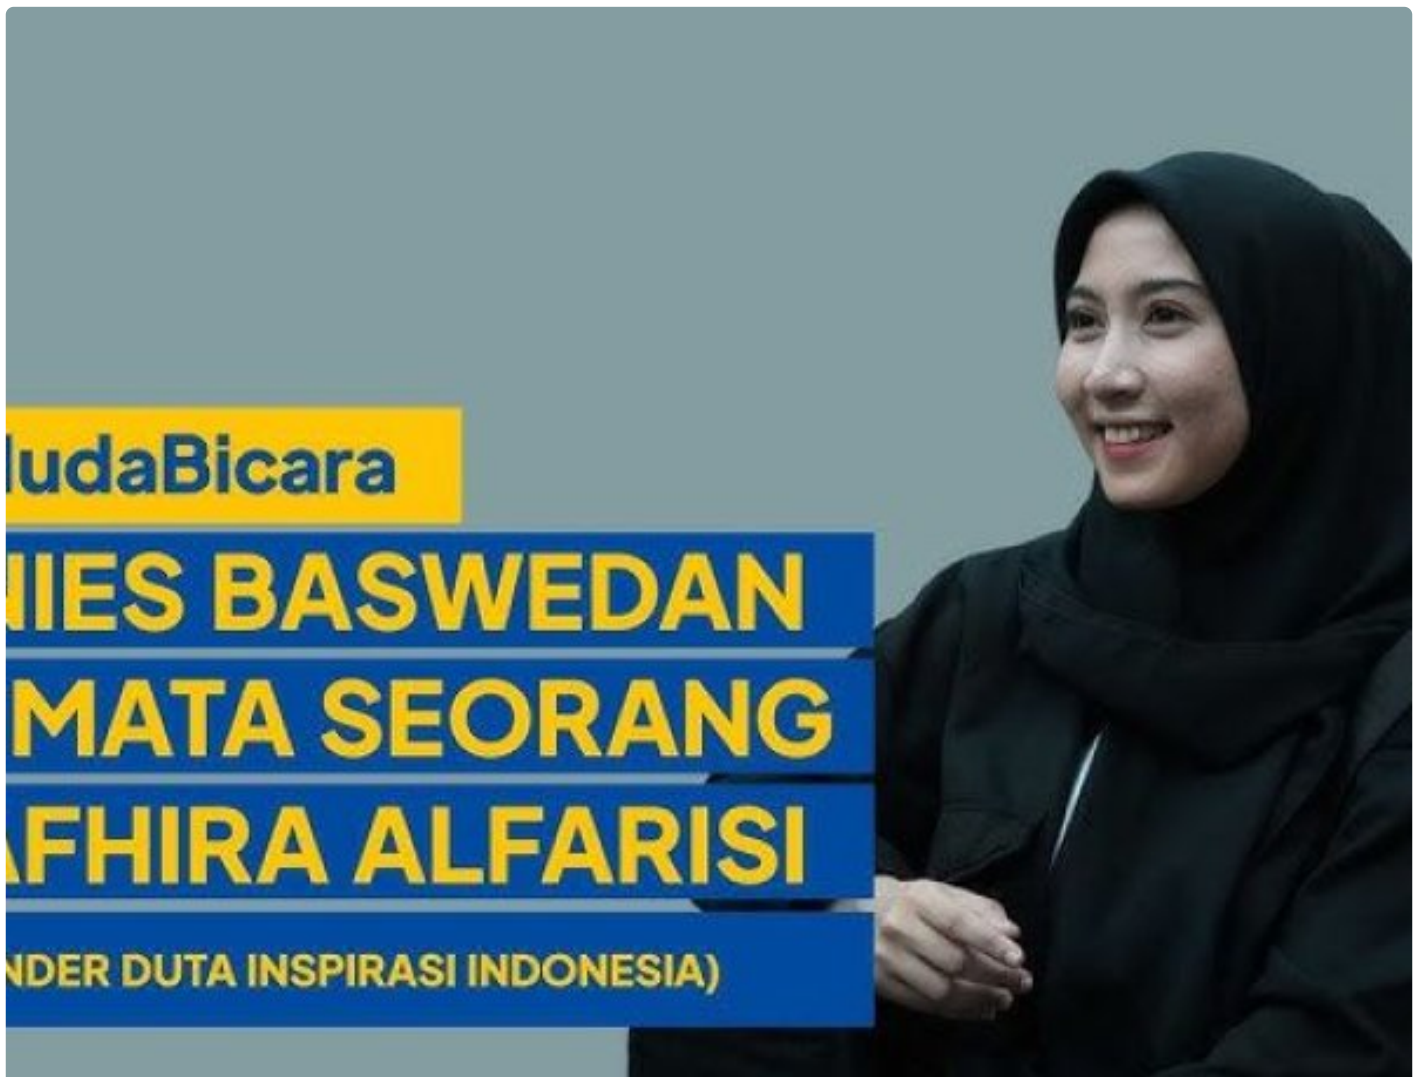 udaBicara
NIES BASWEDAN
MATA SEORANG
AFHIRA ALFARISI
NDER DUTA INSPIRASI INDONESIA)